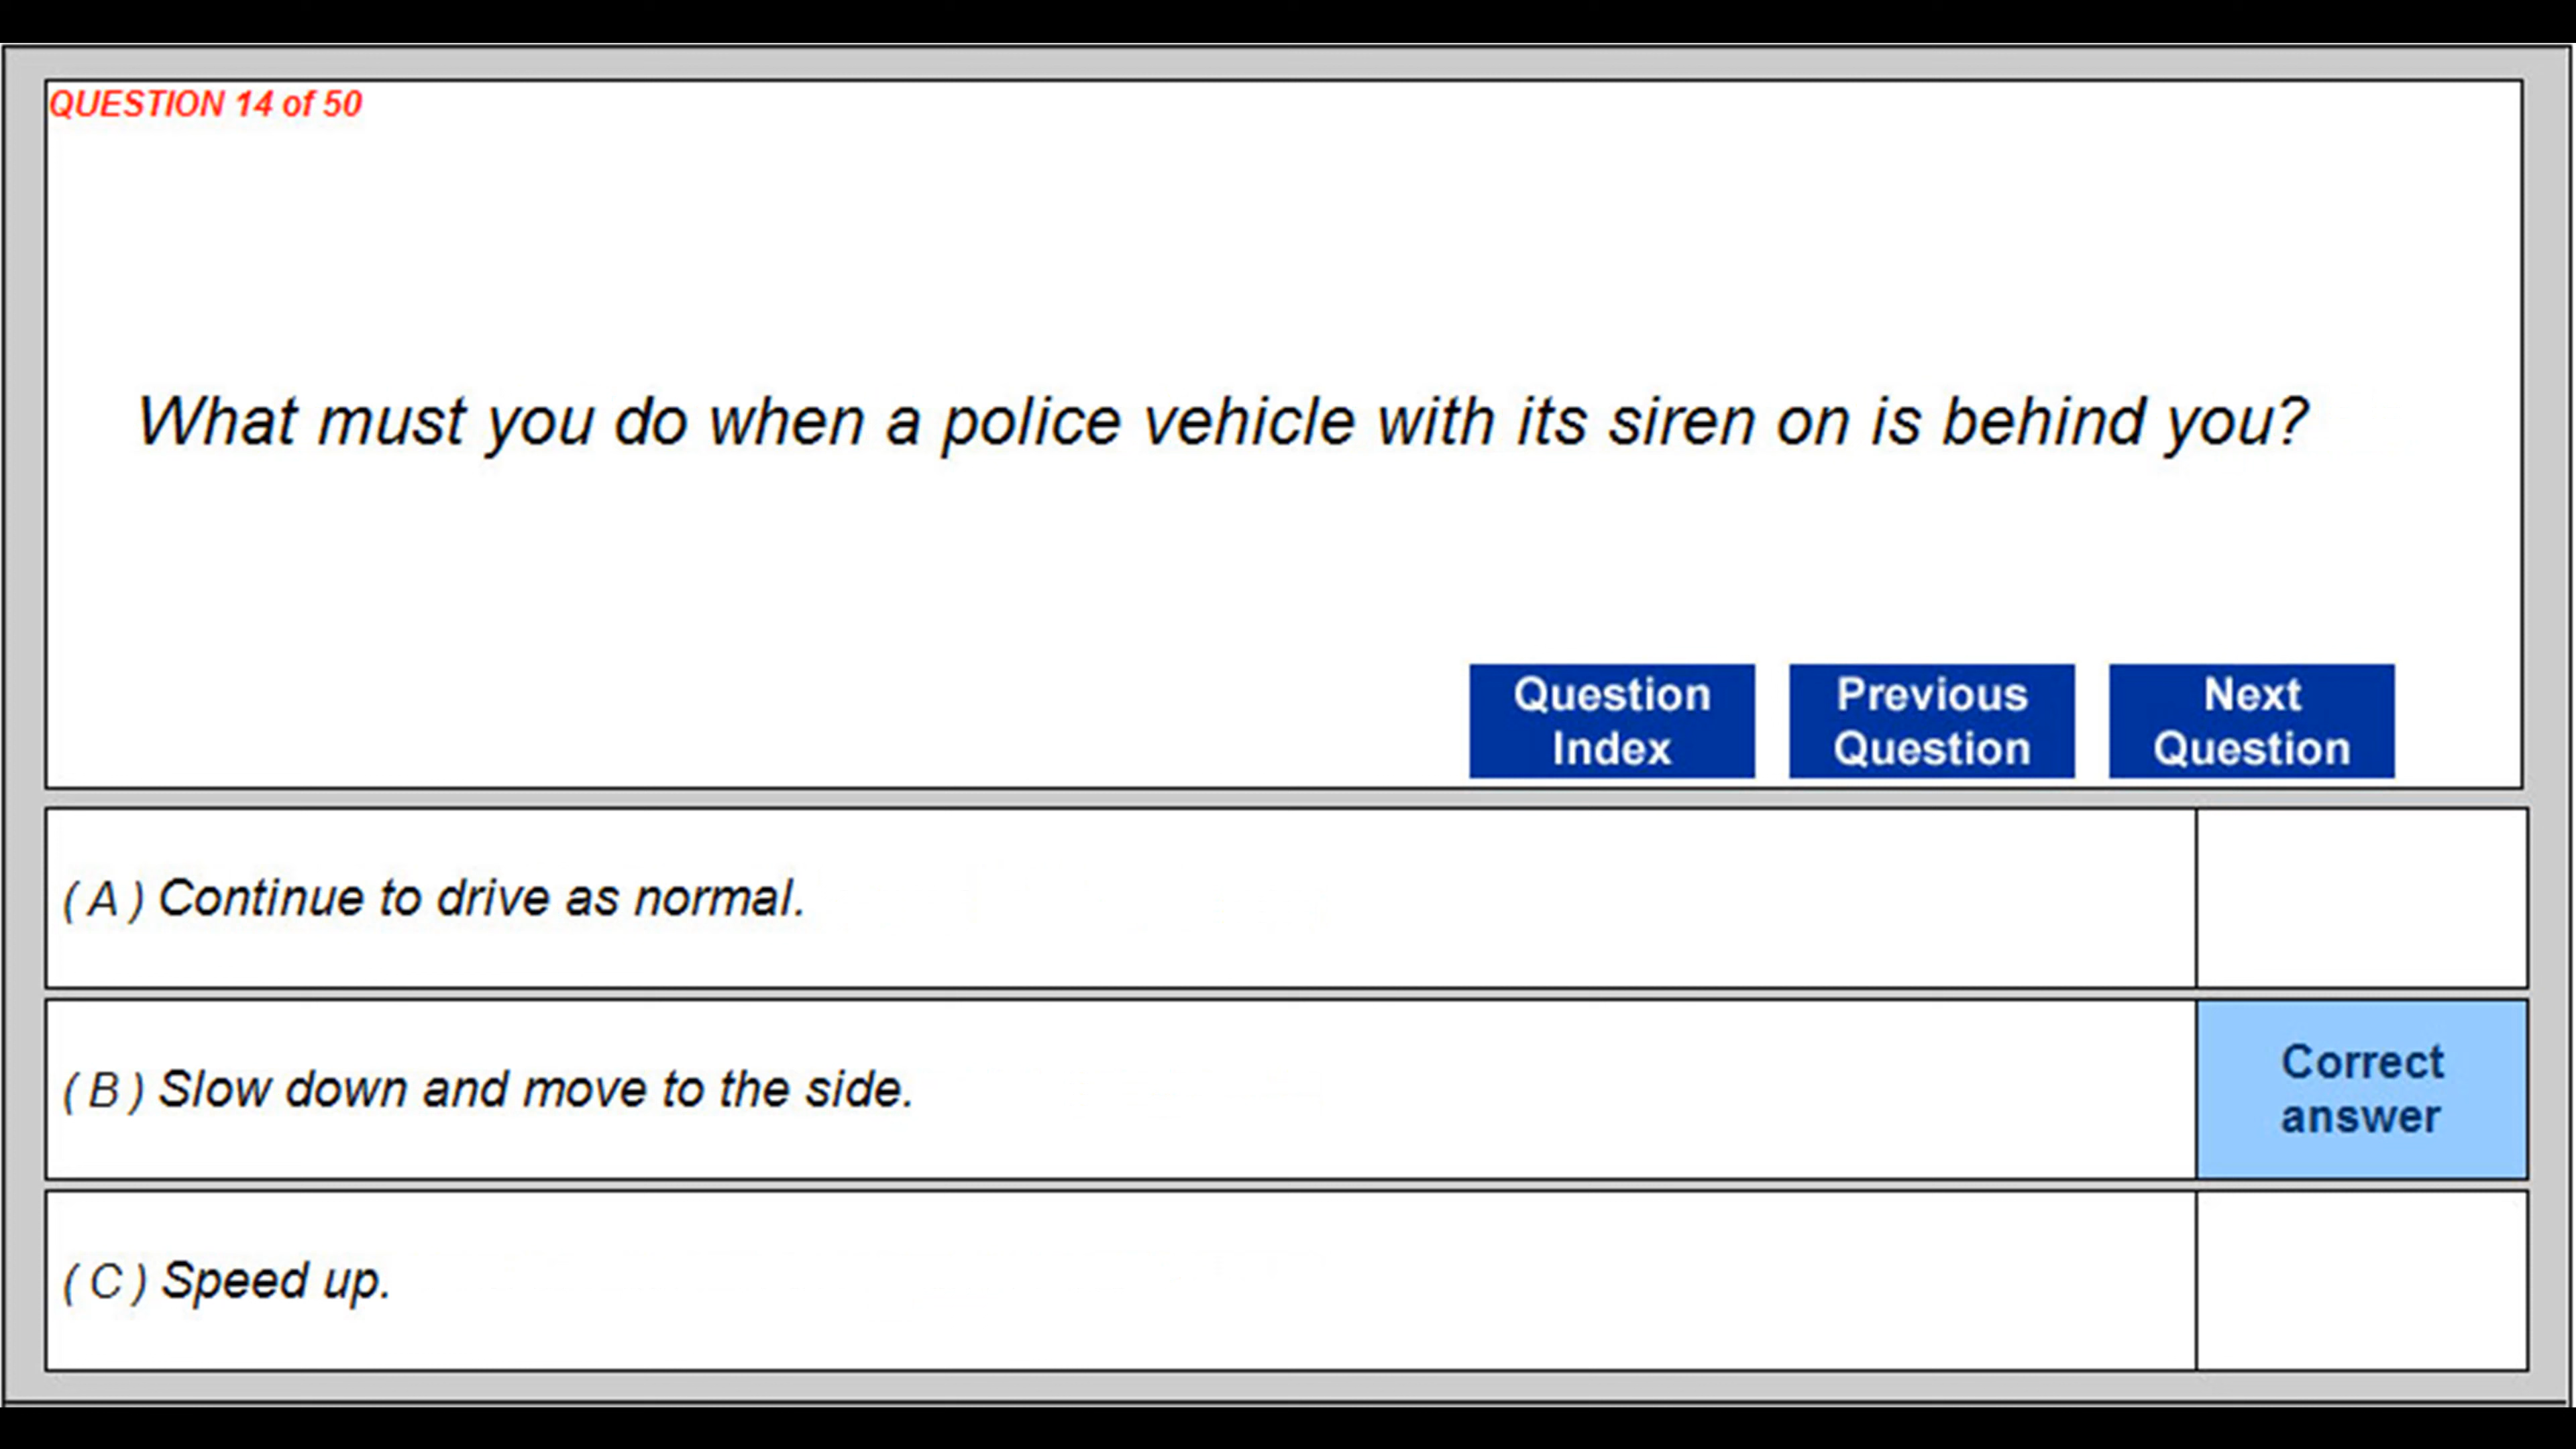 QUESTION 14 of 50
What must you do when a police vehicle with its siren on is behind you?
Question
Index
Previous
Question
Next
Question
( A ) Continue to drive as normal.
( B ) Slow down and move to the side.
Correct
answer
( C ) Speed up.